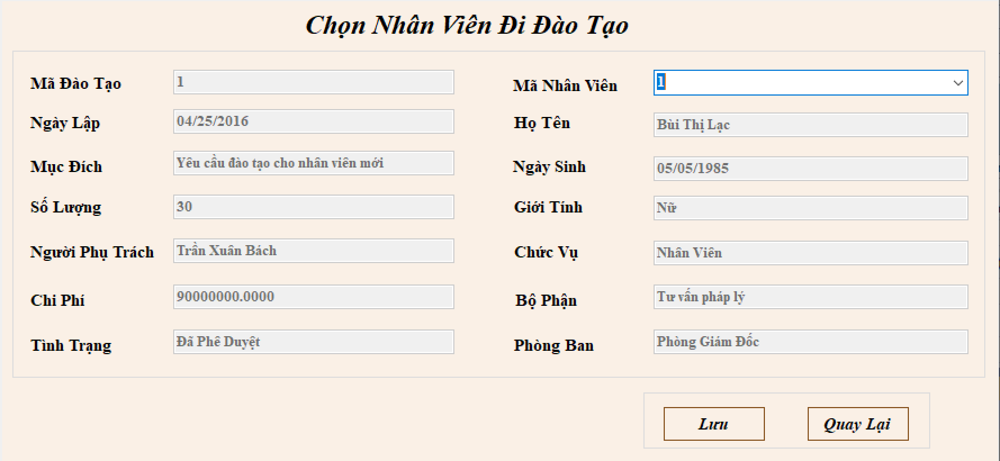 Chọn Nhân Viên Đi Đào Tạo
Mã Đào Tạo 1
Ngày Lập 04/25/2016
Mục Đích Yêu cầu đào tạo cho nhân viên mới
Số Lượng 30
Người Phụ Trách Trần Xuân Bách
Chi Phí 90000000.0000
Tình Trạng Đã Phê Duyệt
Mã Nhân Viên 1
Họ Tên Bùi Thị Lạc
Ngày Sinh 05/05/1985
Giới Tính Nữ
Chức Vụ Nhân Viên
Bộ Phận Tư vấn pháp lý
Phòng Ban Phòng Giám Đốc
Lưu
Quay Lại